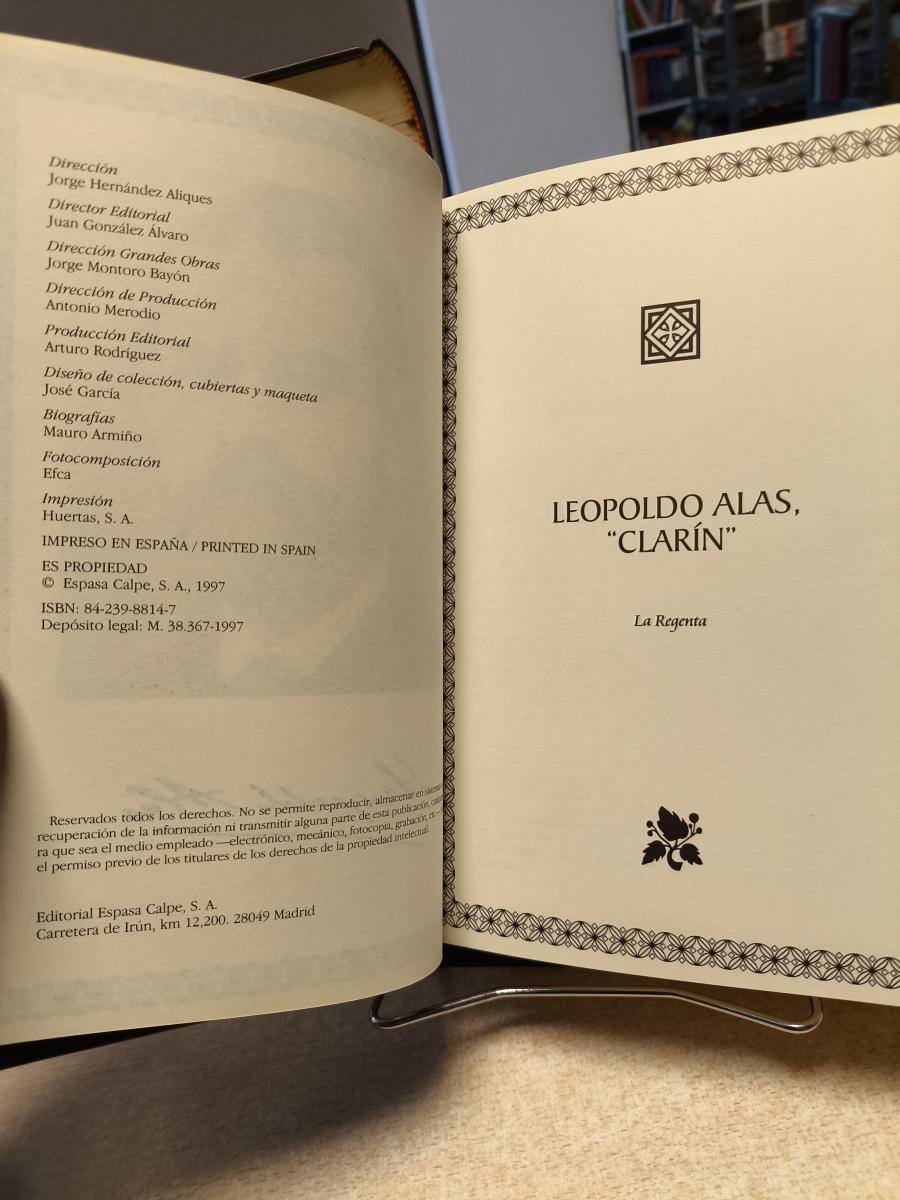 Dirección
Jorge Hernández Aliques
Director Editorial
Juan González Álvaro
Dirección Grandes Obras
Jorge Montoro Bayón
Dirección de Producción
Antonio Merodio
Producción Editorial
Arturo Rodríguez
Diseño de colección, cubiertas y maqueta
José García
Biografías
Mauro Armiño
Fotocomposición
Efca
Impresión
Huertas, S. A.
IMPRESO EN ESPAÑA / PRINTED IN SPAIN
ES PROPIEDAD
© Espasa Calpe, S. A., 1997
ISBN: 84-239-8814-7
Depósito legal: M. 38.367-1997
Reservados todos los derechos. No se permite reproducir, almacenar en
recuperación de la información ni transmitir alguna parte de esta publicación,
ra que sea el medio empleado —electrónico, mecánico, fotocopia, grabación, etc.—
el permiso previo de los titulares de los derechos de la propiedad intelectual.
Editorial Espasa Calpe, S. A.
Carretera de Irún, km 12,200. 28049 Madrid
LEOPOLDO ALAS,
“CLARÍN”
La Regenta